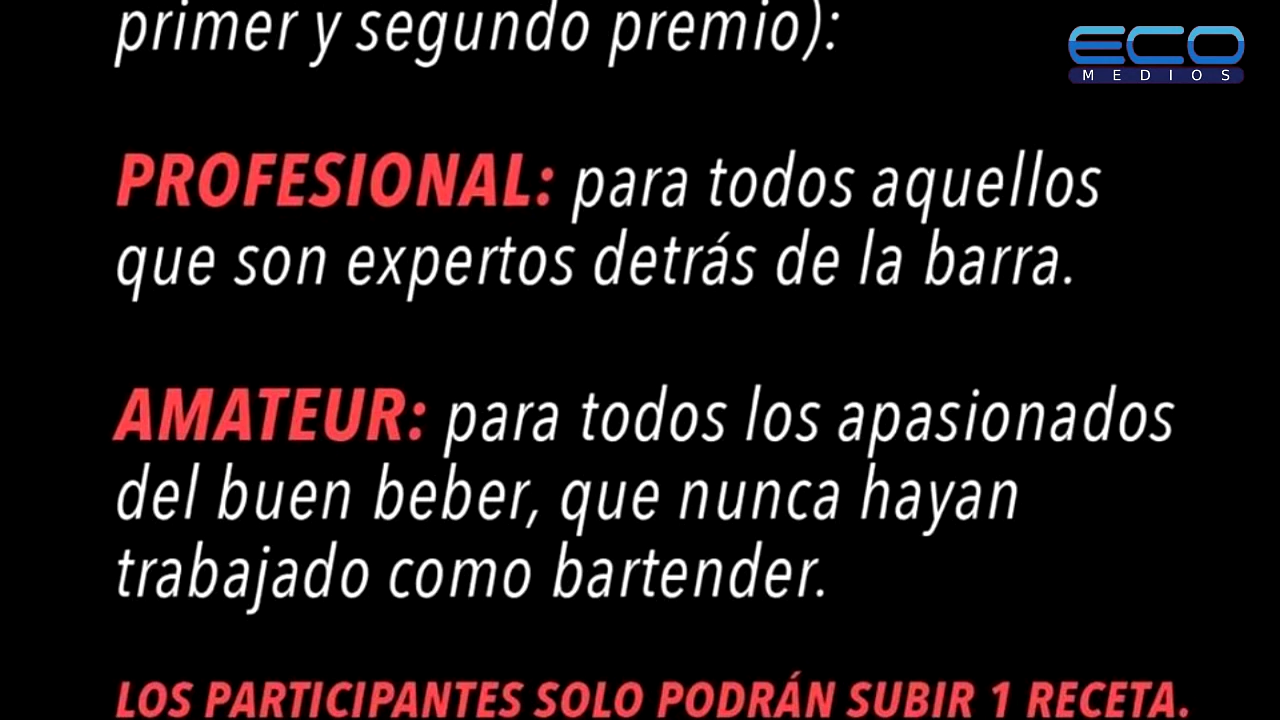 primer y segundo premio):
ECO
MEDIOS
PROFESIONAL: para todos aquellos
que son expertos detrás de la barra.
AMATEUR: para todos los apasionados
del buen beber, que nunca hayan
trabajado como bartender.
LOS PARTICIPANTES SOLO PODRÁN SUBIR 1 RECETA.